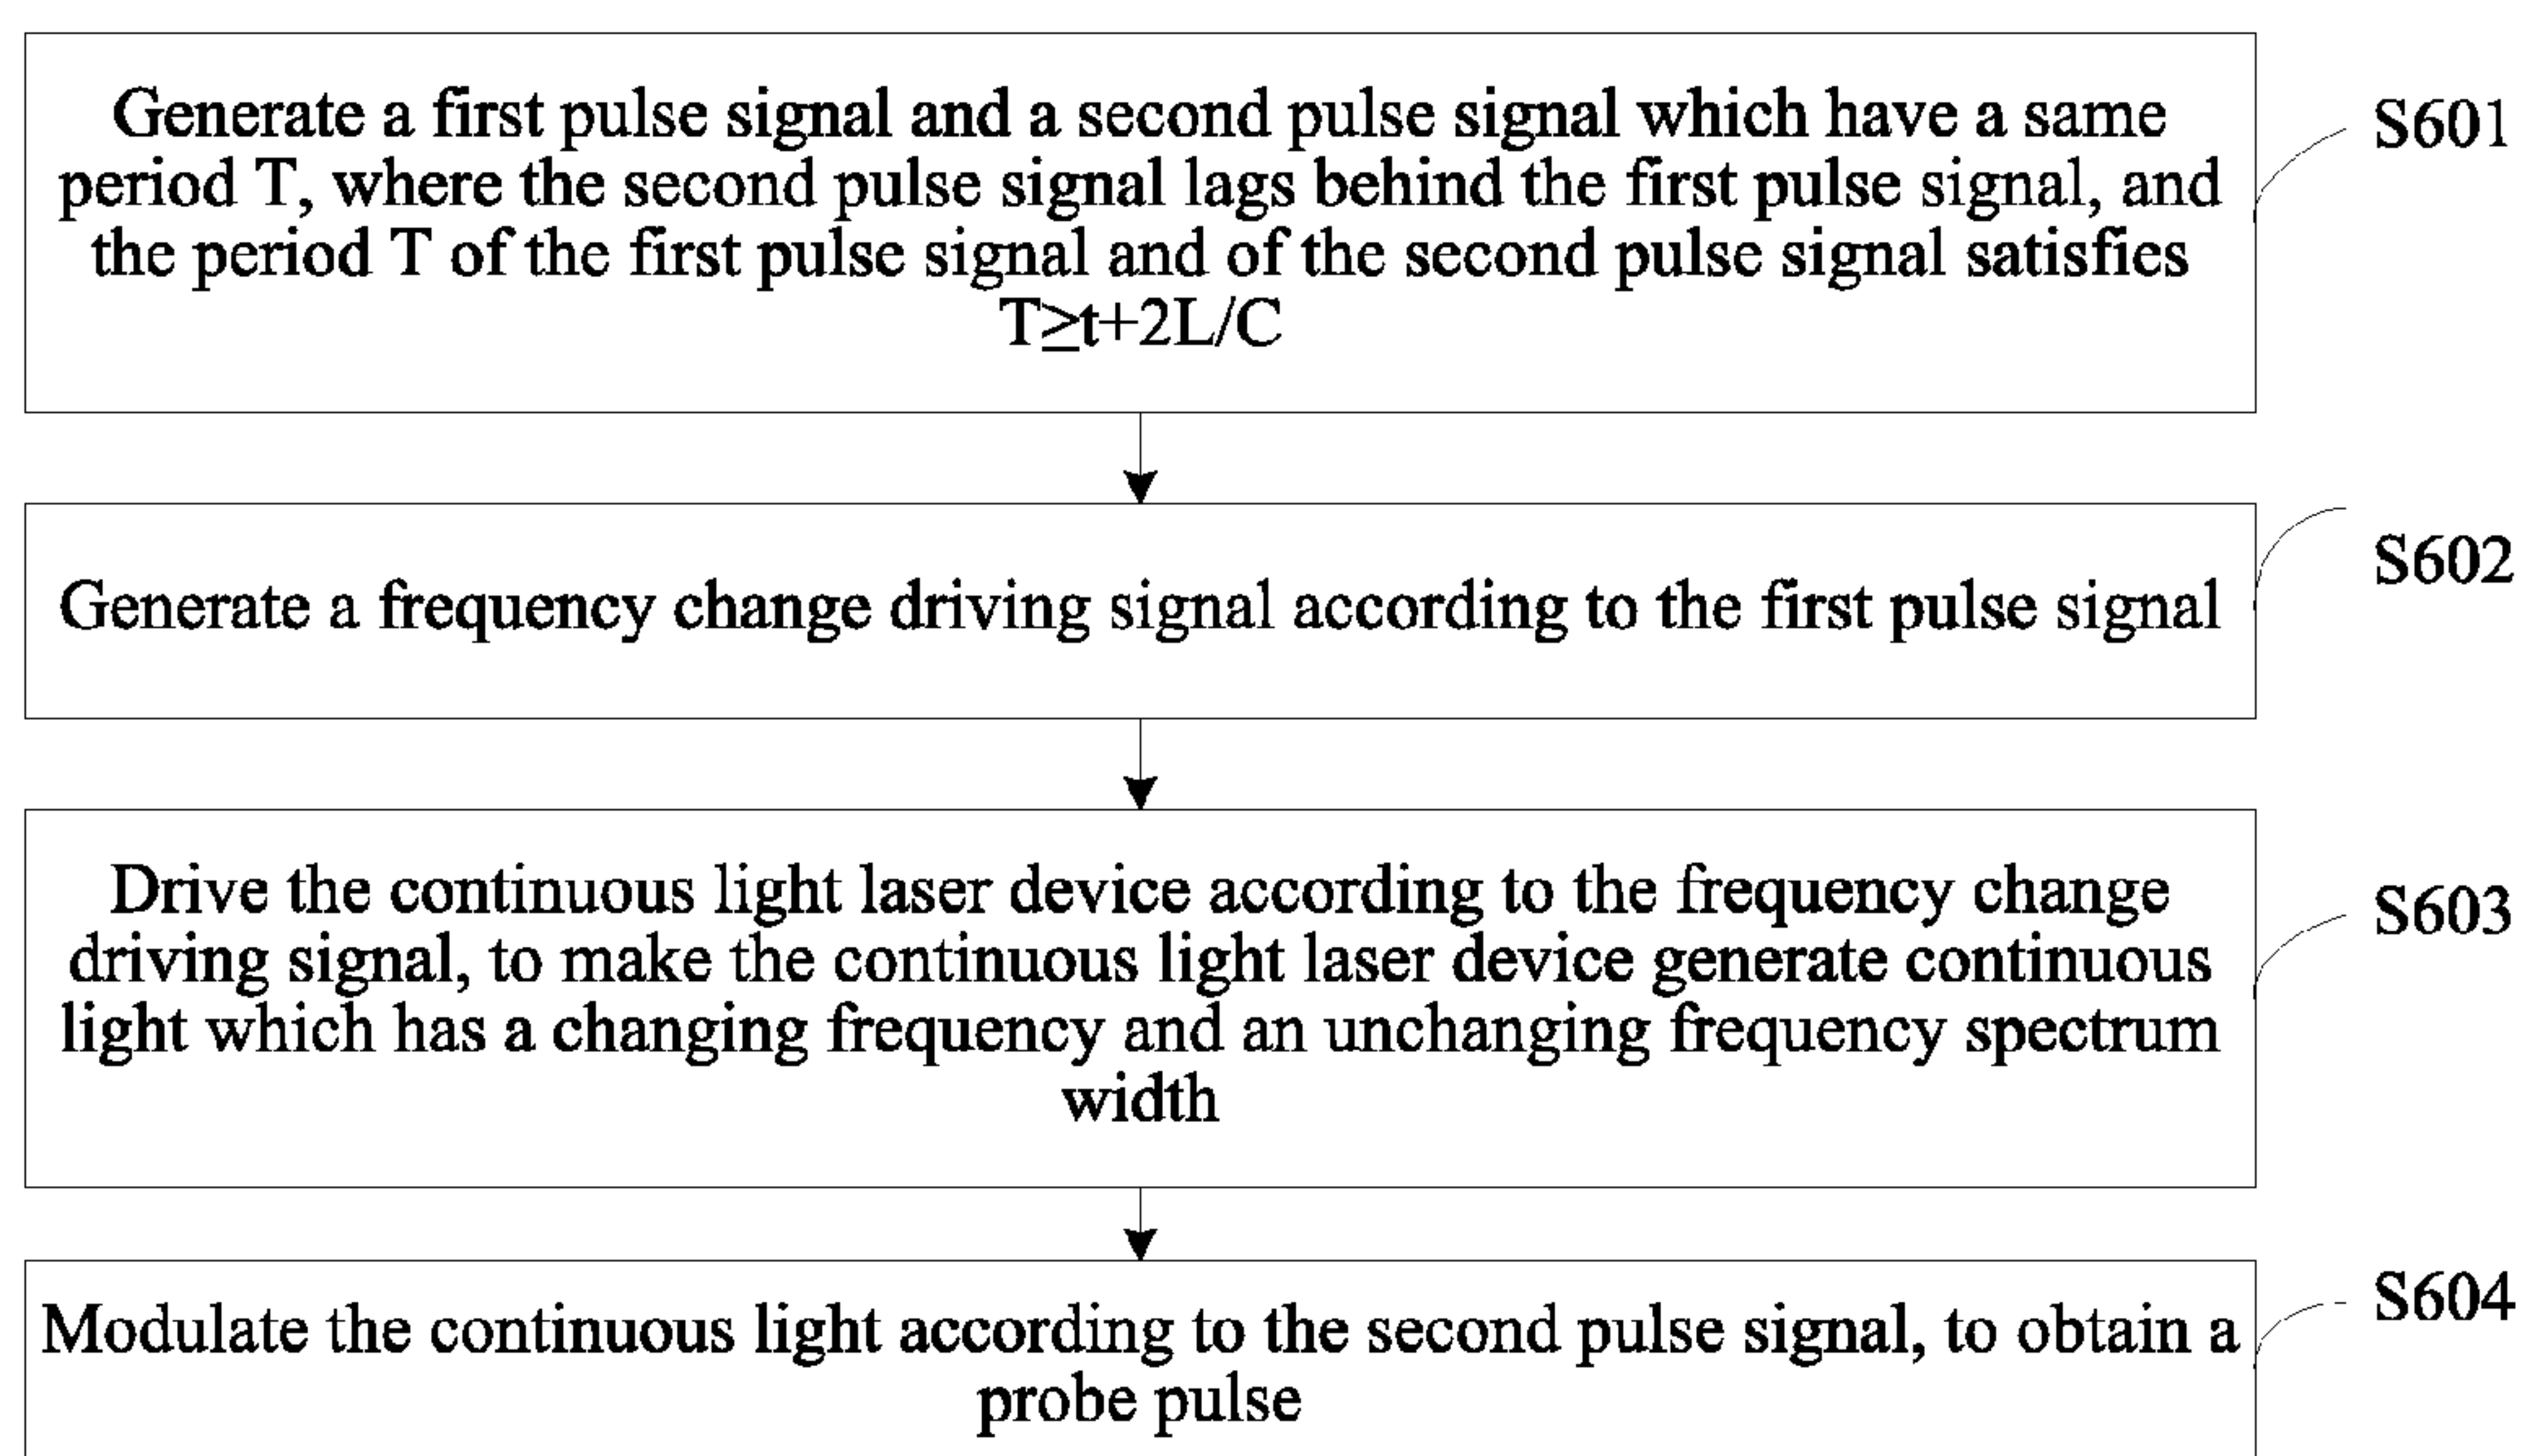 Generate a first pulse signal and a second pulse signal which have a same
period T, where the second pulse signal lags behind the first pulse signal, and
the period T of the first pulse signal and of the second pulse signal satisfies
T≥t+2L/C
S601
Generate a frequency change driving signal according to the first pulse signal
S602
Drive the continuous light laser device according to the frequency change
driving signal, to make the continuous light laser device generate continuous
light which has a changing frequency and an unchanging frequency spectrum
width
S603
Modulate the continuous light according to the second pulse signal, to obtain a
probe pulse
S604